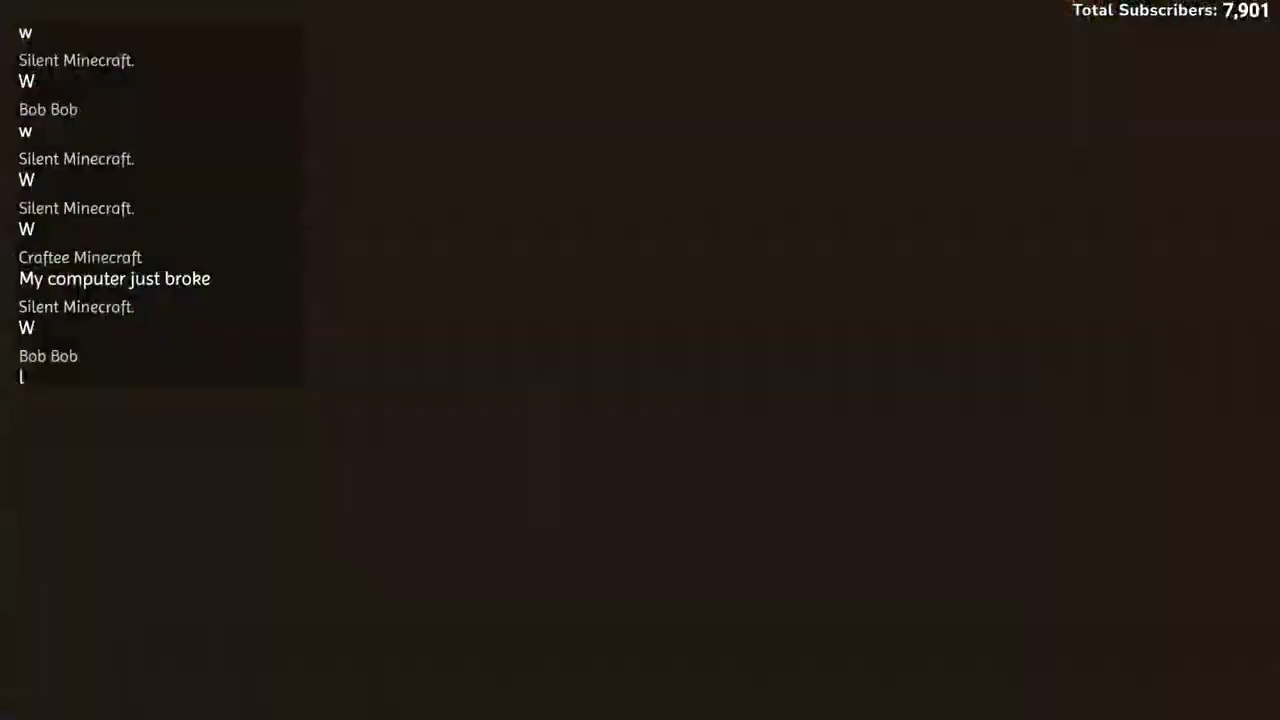 Total Subscribers: 7,901
w
Silent Minecraft.
W
Bob Bob
w
Silent Minecraft.
W
Silent Minecraft.
W
Craftee Minecraft
My computer just broke
Silent Minecraft.
W
Bob Bob
l